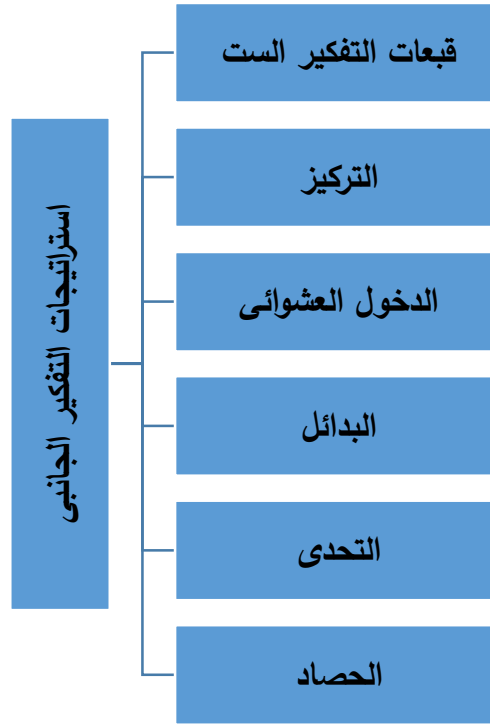 استراتيجات التفكير الجانبى
قبعات التفكير الست
التركيز
الدخول العشوائى
البدائل
التحدى
الحصاد